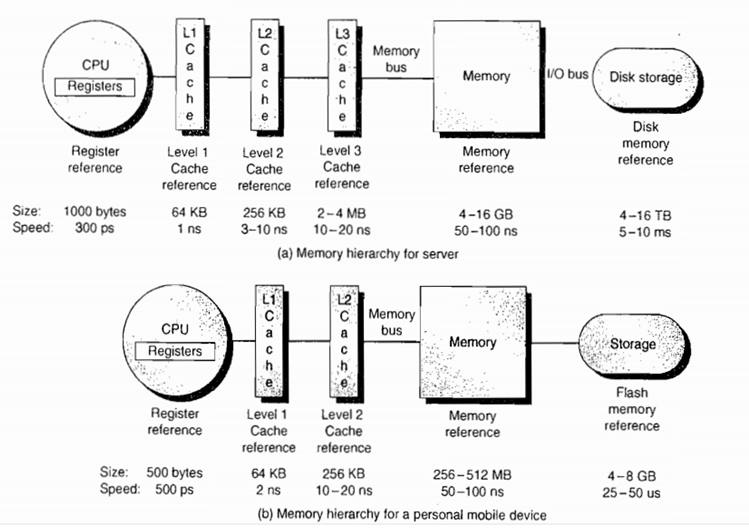 CPU
Registers
L1
Cache
L2
Cache
L3
Cache
Memory
bus
Memory
I/O bus
Disk storage
Register
reference
Level 1
Cache
reference
Level 2
Cache
reference
Level 3
Cache
reference
Memory
reference
Disk
memory
reference
Size: 1000 bytes 64 KB 256 KB 2–4 MB 4–16 GB 4–16 TB
Speed: 300 ps 1 ns 3–10 ns 10–20 ns 50–100 ns 5–10 ms
(a) Memory hierarchy for server
CPU
Registers
L1
Cache
L2
Cache
Memory
bus
Memory
Storage
Register
reference
Level 1
Cache
reference
Level 2
Cache
reference
Memory
reference
Flash
memory
reference
Size: 500 bytes 64 KB 256 KB 256–512 MB 4–8 GB
Speed: 500 ps 2 ns 10–20 ns 50–100 ns 25–50 us
(b) Memory hierarchy for a personal mobile device